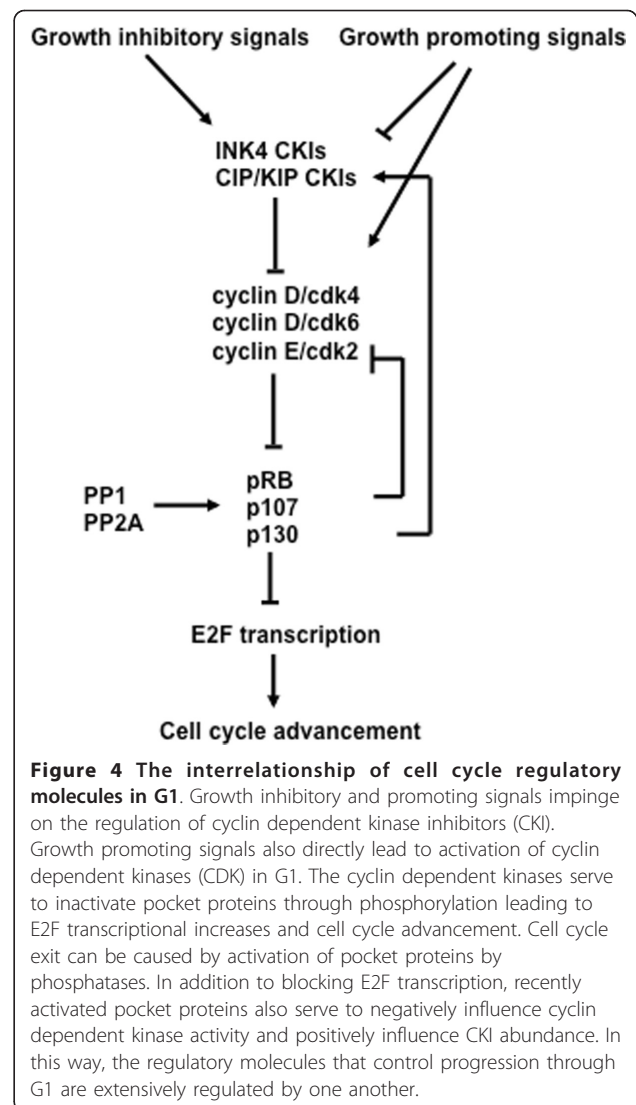 Growth inhibitory signals Growth promoting signals
INK4 CKIs
CIP/KIP CKIs
cyclin D/cdk4
cyclin D/cdk6
cyclin E/cdk2
PP1
PP2A
pRB
p107
p130
E2F transcription
Cell cycle advancement
Figure 4 The interrelationship of cell cycle regulatory
molecules in G1. Growth inhibitory and promoting signals impinge
on the regulation of cyclin dependent kinase inhibitors (CKI).
Growth promoting signals also directly lead to activation of cyclin
dependent kinases (CDK) in G1. The cyclin dependent kinases serve
to inactivate pocket proteins through phosphorylation leading to
E2F transcriptional increases and cell cycle advancement. Cell cycle
exit can be caused by activation of pocket proteins by
phosphatases. In addition to blocking E2F transcription, recently
activated pocket proteins also serve to negatively influence cyclin
dependent kinase activity and positively influence CKI abundance. In
this way, the regulatory molecules that control progression through
G1 are extensively regulated by one another.